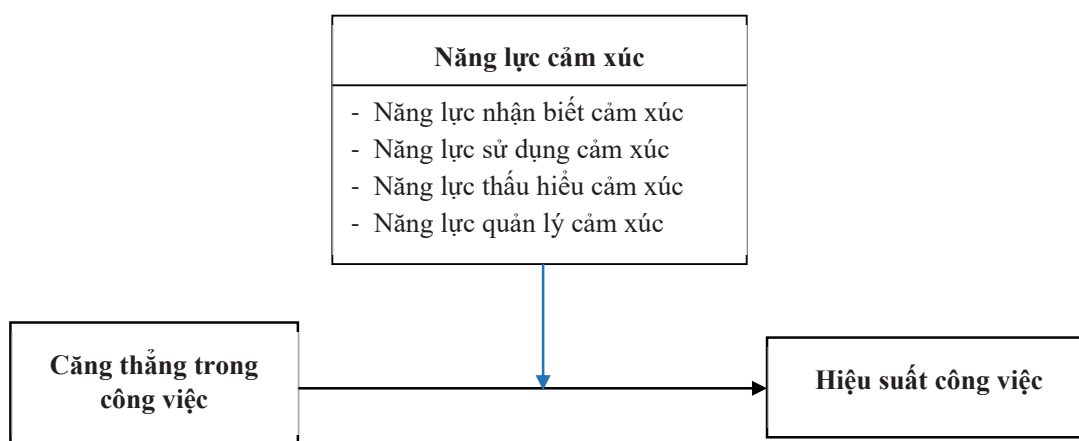 Năng lực cảm xúc
- Năng lực nhận biết cảm xúc
- Năng lực sử dụng cảm xúc
- Năng lực thấu hiểu cảm xúc
- Năng lực quản lý cảm xúc
Căng thẳng trong
công việc
Hiệu suất công việc